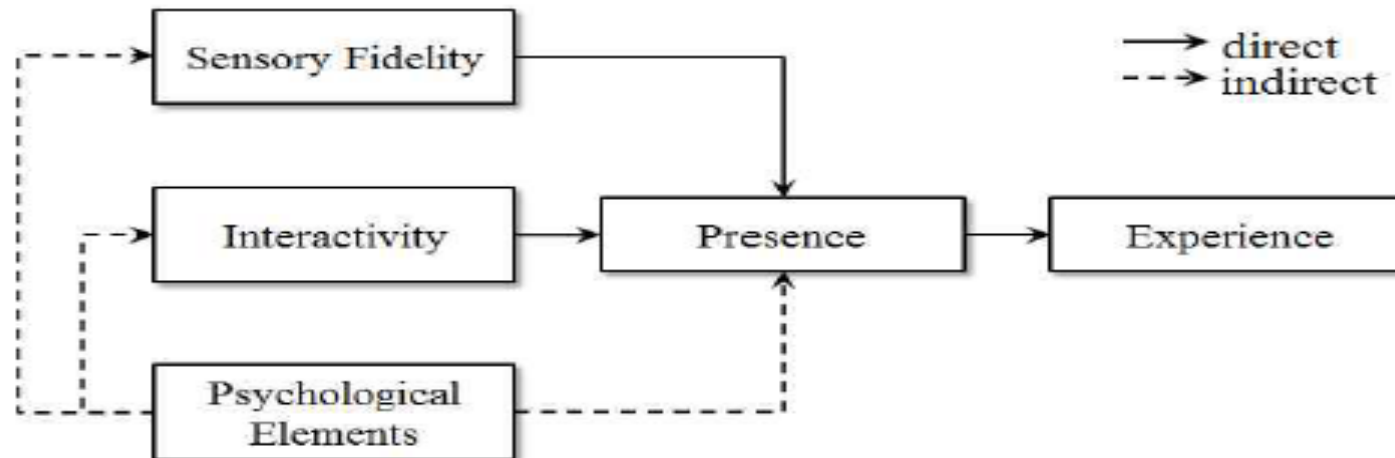 Sensory Fidelity
direct
indirect
Interactivity
Presence
Experience
Psychological
Elements